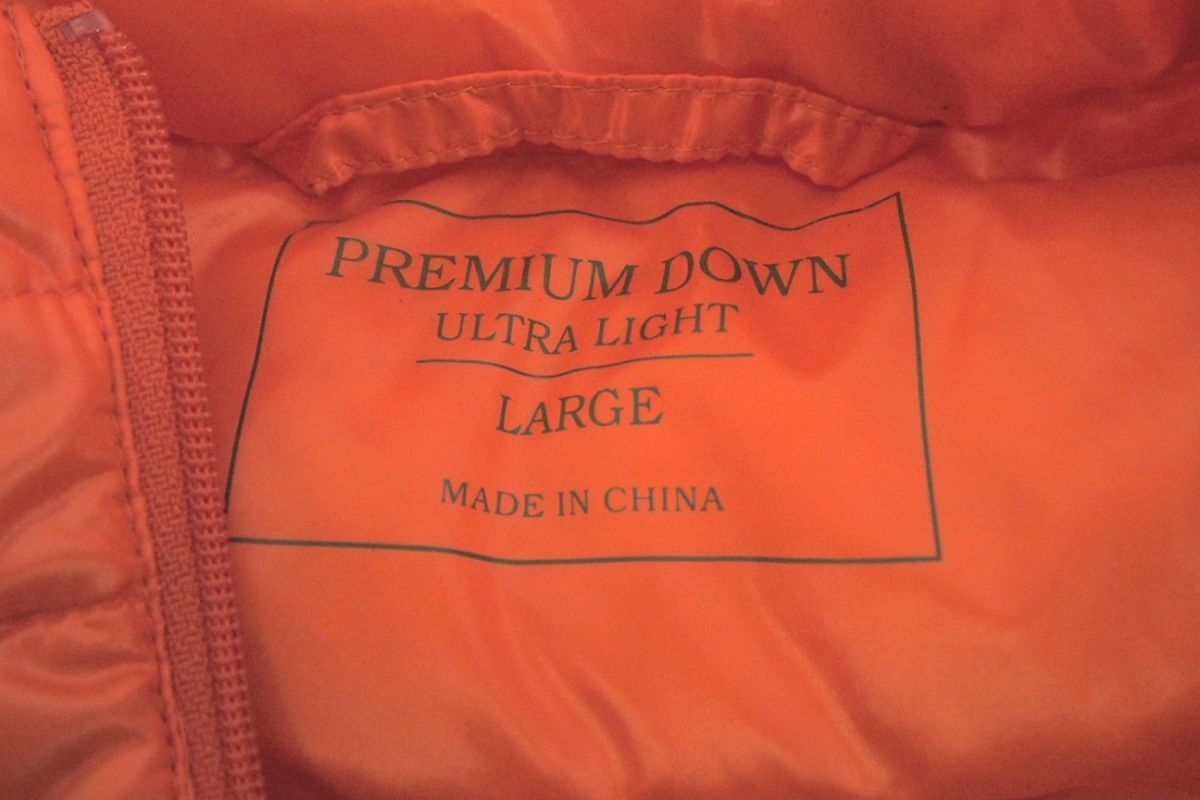 PREMIUM DOWN
ULTRA LIGHT
LARGE
MADE IN CHINA